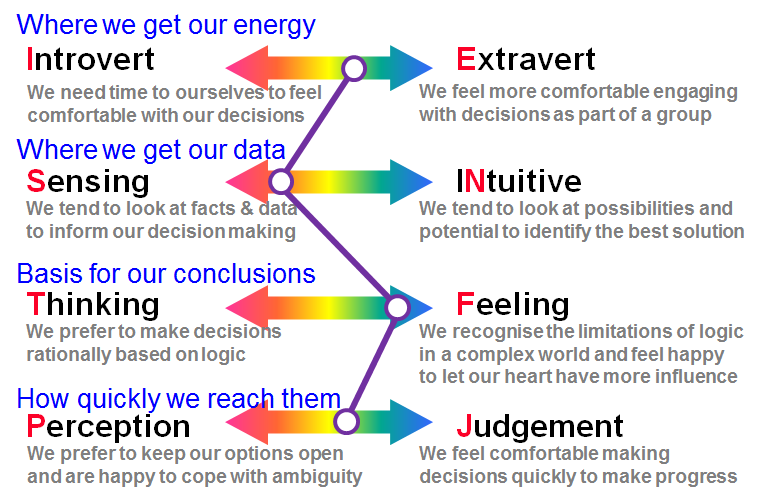 Where we get our energy
Introvert
Extravert
We need time to ourselves to feel
comfortable with our decisions
We feel more comfortable engaging
with decisions as part of a group
Where we get our data
Sensing
INtuitive
We tend to look at facts & data
to inform our decision making
We tend to look at possibilities and
potential to identify the best solution
Basis for our conclusions
Thinking
Feeling
We prefer to make decisions
rationally based on logic
We recognise the limitations of logic
in a complex world and feel happy
to let our heart have more influence
How quickly we reach them
Perception
Judgement
We prefer to keep our options open
and are happy to cope with ambiguity
We feel comfortable making
decisions quickly to make progress